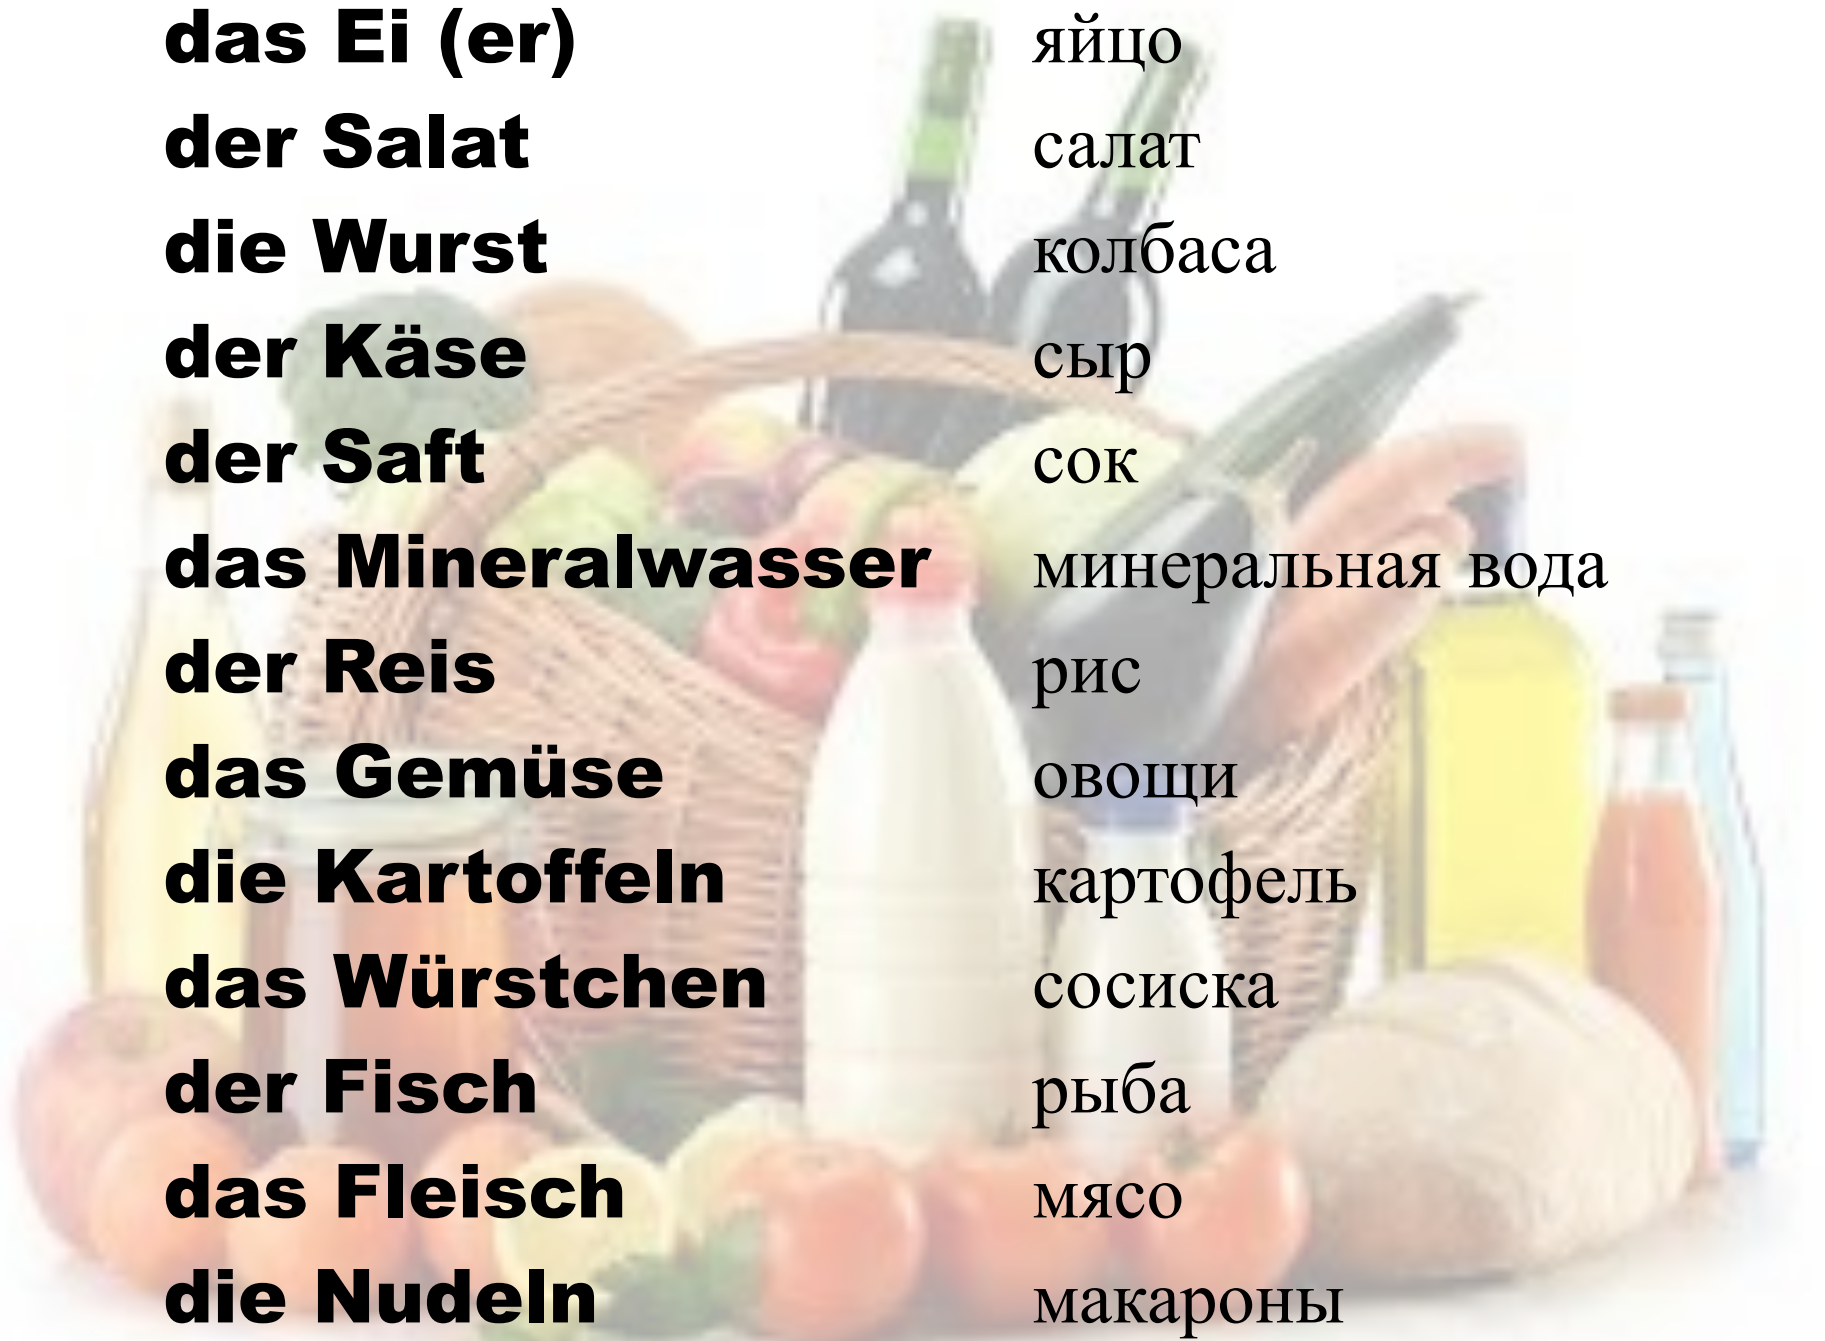 das Ei (er) яйцо
der Salat салат
die Wurst колбаса
der Käse сыр
der Saft сок
das Mineralwasser минеральная вода
der Reis рис
das Gemüse овощи
die Kartoffeln картофель
das Würstchen сосиска
der Fisch рыба
das Fleisch мясо
die Nudeln макароны